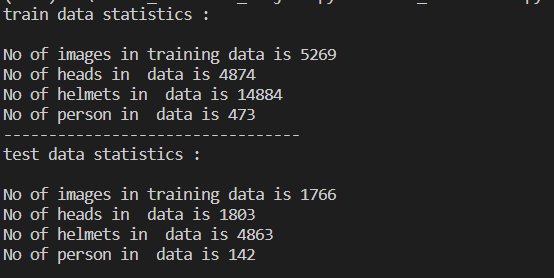 train data statistics :
No of images in training data is 5269
No of heads in  data is 4874
No of helmets in  data is 14884
No of person in  data is 473
---------------------------------
test data statistics :
No of images in training data is 1766
No of heads in  data is 1803
No of helmets in  data is 4863
No of person in  data is 142